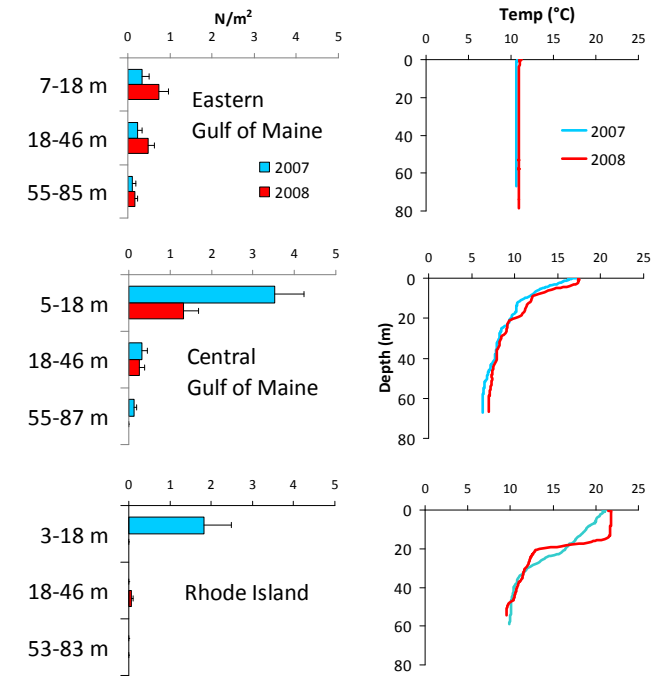 N/m²
0 1 2 3 4 5
7-18 m
18-46 m
55-85 m
Eastern
Gulf of Maine
2007
2008
Temp (°C)
0 5 10 15 20 25
0
20
40
60
80
2007
2008
0 1 2 3 4 5
5-18 m
18-46 m
55-87 m
Central
Gulf of Maine
0 5 10 15 20 25
Depth (m)
0
20
40
60
80
0 1 2 3 4 5
3-18 m
18-46 m
53-83 m
Rhode Island
0 5 10 15 20 25
0
20
40
60
80